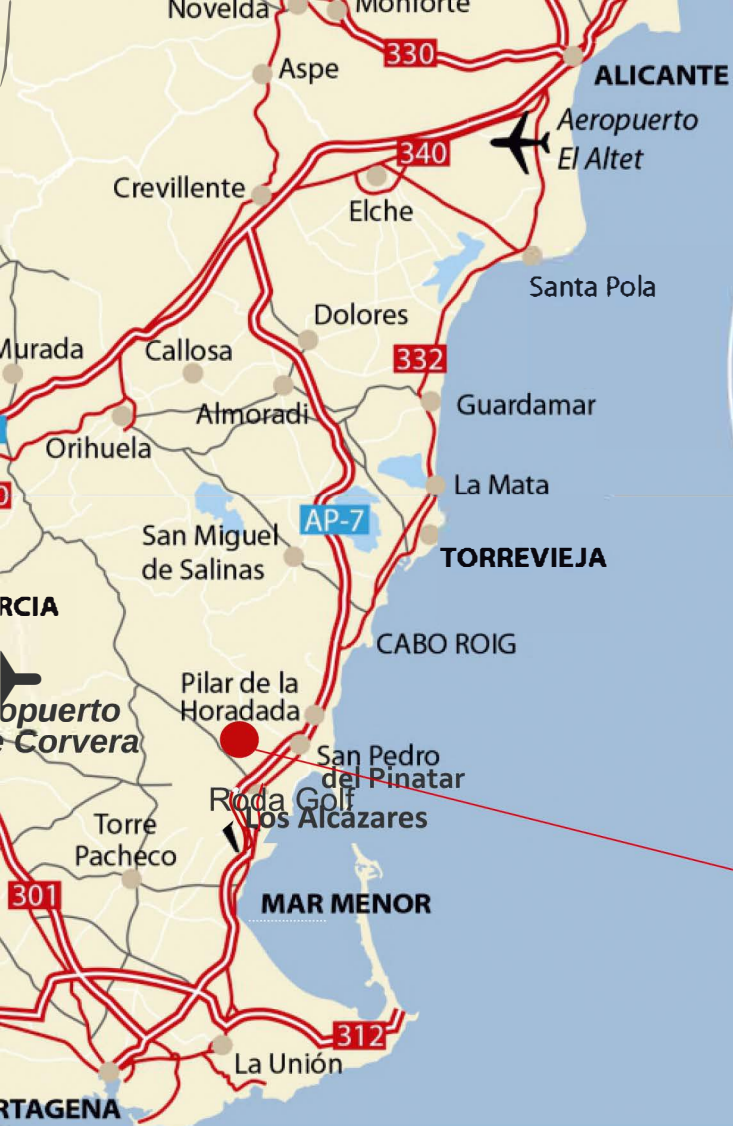 Novelda
Monforte
330
Aspe
ALICANTE
Aeropuerto
El Altet
340
Crevillente
Elche
Santa Pola
Dolores
Murada
Callosa
332
Almoradi
Guardamar
Orihuela
La Mata
0
AP-7
San Miguel
de Salinas
TORREVIEJA
RCIA
CABO ROIG
Pilar de la
Horadada
opuerto
e Corvera
San Pedro
del Pinatar
Roda Golf
Los Alcázares
Torre
Pacheco
301
MAR MENOR
312
La Unión
RTAGENA